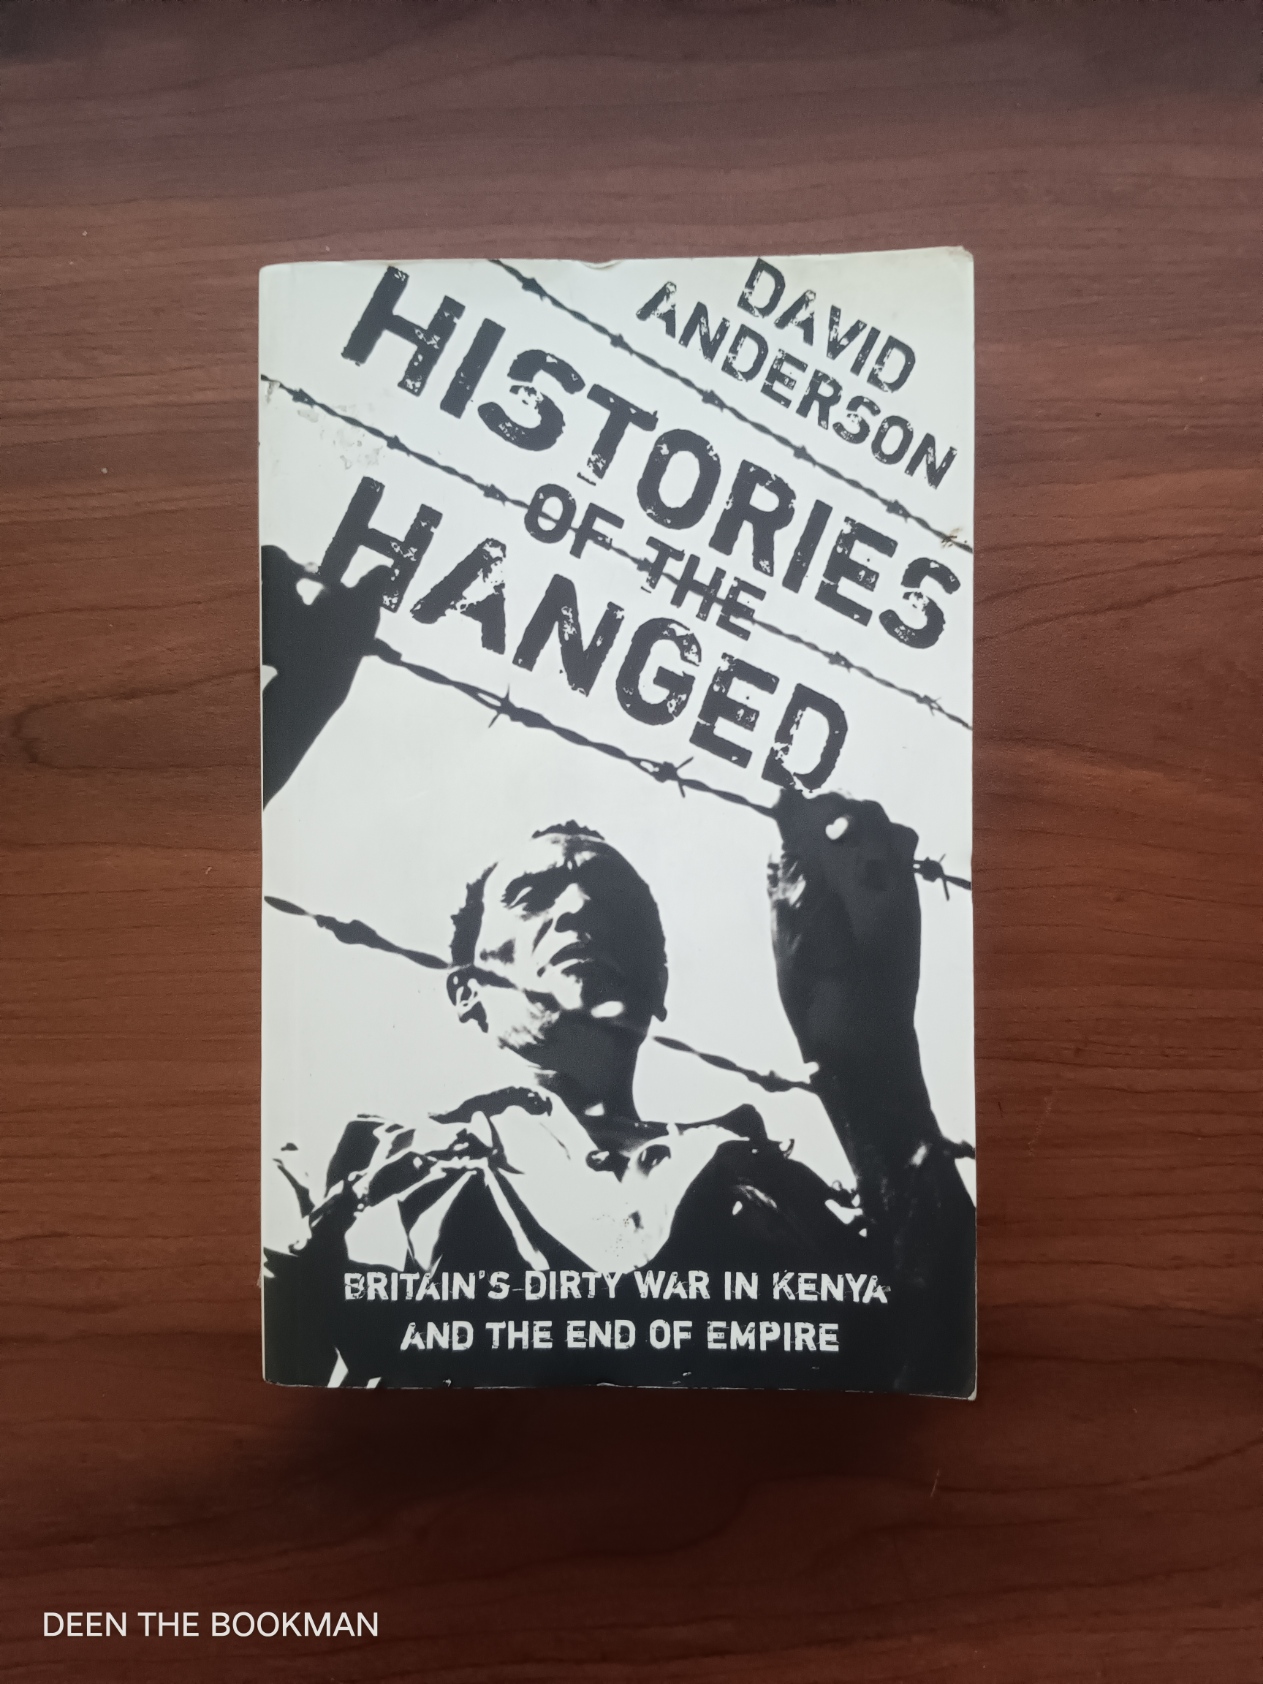 DAVID
ANDERSON
HISTORIES
OF THE
HANGED
BRITAIN'S DIRTY WAR IN KENYA
AND THE END OF EMPIRE
DEEN THE BOOKMAN